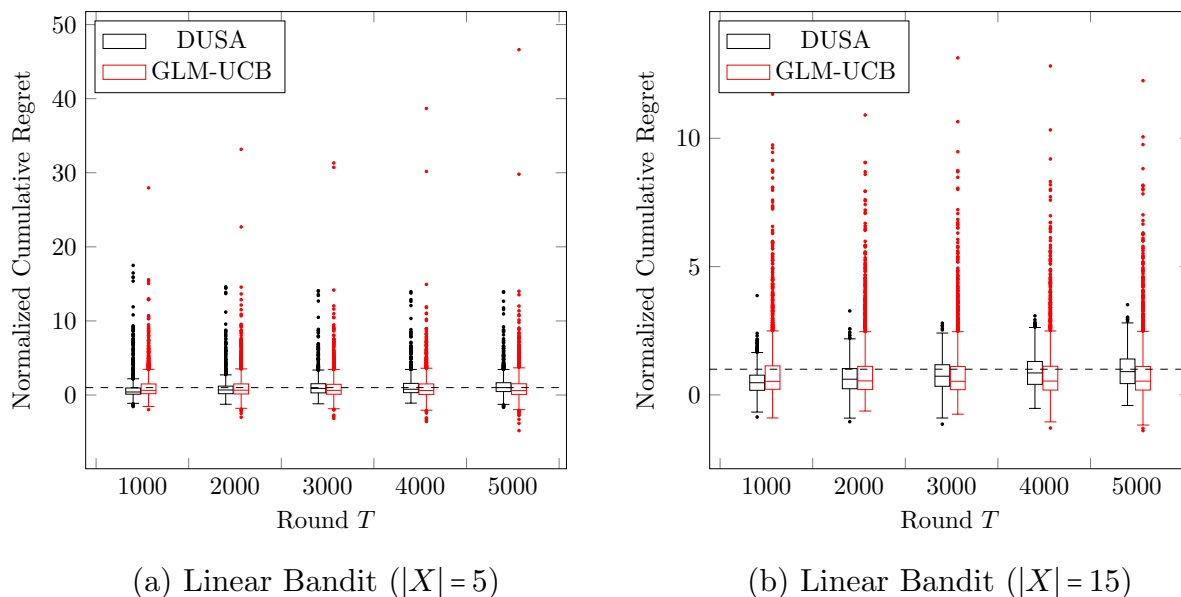 50
40
30
20
10
0
Normalized Cumulative Regret
DUSA
GLM-UCB
1000 2000 3000 4000 5000
Round T
(a) Linear Bandit (|X| = 5)
10
5
0
Normalized Cumulative Regret
DUSA
GLM-UCB
1000 2000 3000 4000 5000
Round T
(b) Linear Bandit (|X| = 15)